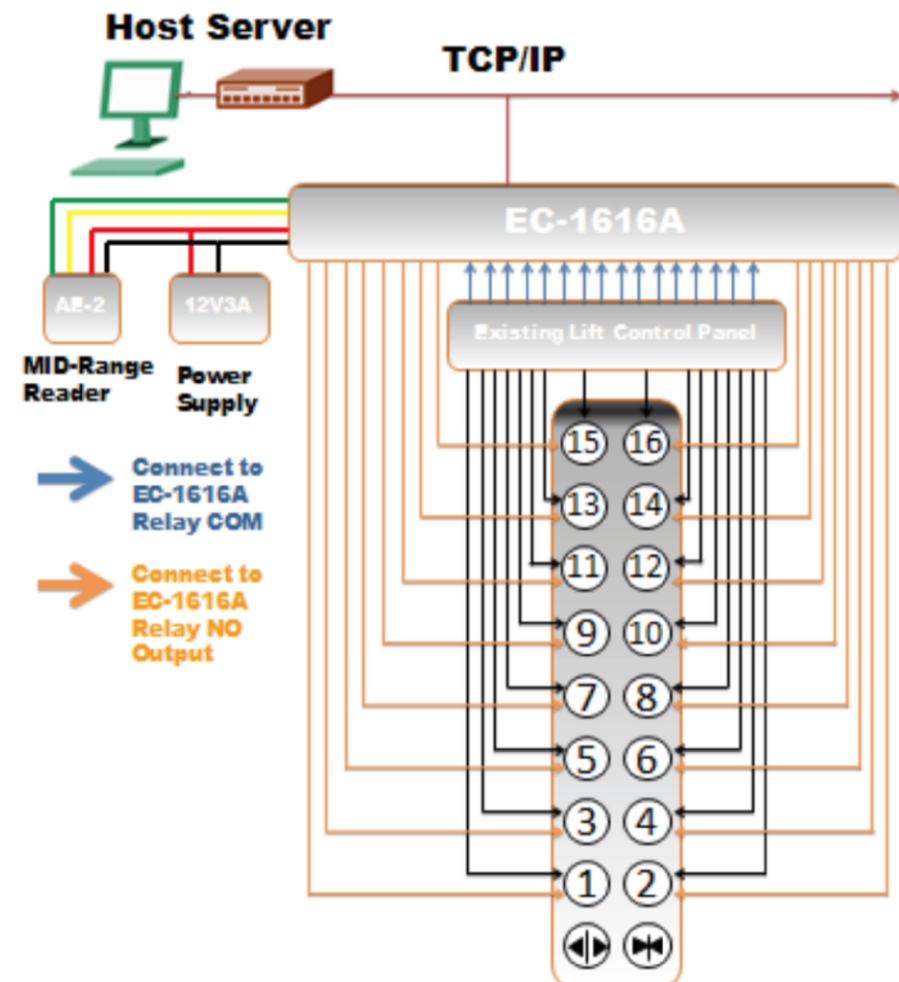 Host Server
TCP/IP
EC-1616A
AE-2
12V3A
Existing Lift Control Panel
MID-Range
Reader
Power
Supply
Connect to
EC-1616A
Relay COM
Connect to
EC-1616A
Relay NO
Output
15 16
13 14
11 12
9 10
7 8
5 6
3 4
1 2